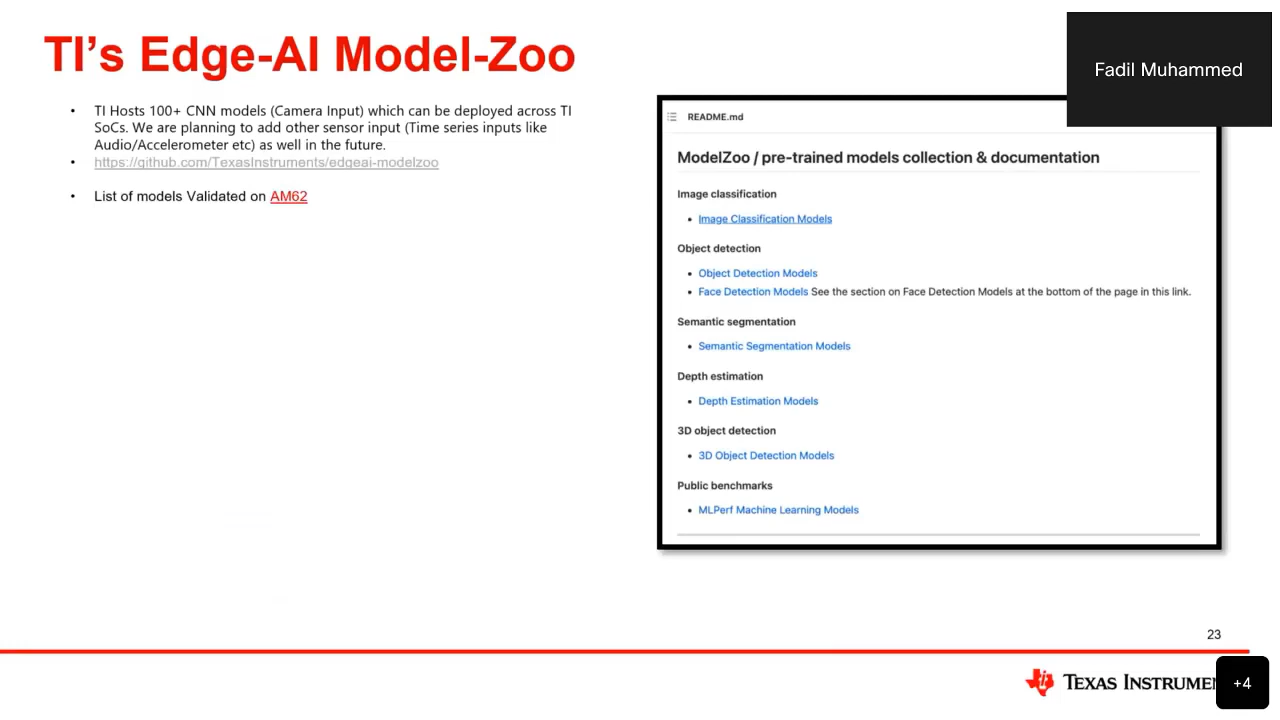 TI's Edge-AI Model-Zoo
• TI Hosts 100+ CNN models (Camera Input) which can be deployed across TI
SoCs. We are planning to add other sensor input (Time series inputs like
Audio/Accelerometer etc) as well in the future.
• https://github.com/TexasInstruments/edgeai-modelzoo
• List of models Validated on AM62
Fadil Muhammed
README.md
ModelZoo / pre-trained models collection & documentation
Image classification
• Image Classification Models
Object detection
• Object Detection Models
• Face Detection Models See the section on Face Detection Models at the bottom of the page in this link.
Semantic segmentation
• Semantic Segmentation Models
Depth estimation
• Depth Estimation Models
3D object detection
• 3D Object Detection Models
Public benchmarks
• MLPerf Machine Learning Models
23
TEXAS INSTRUME
+4